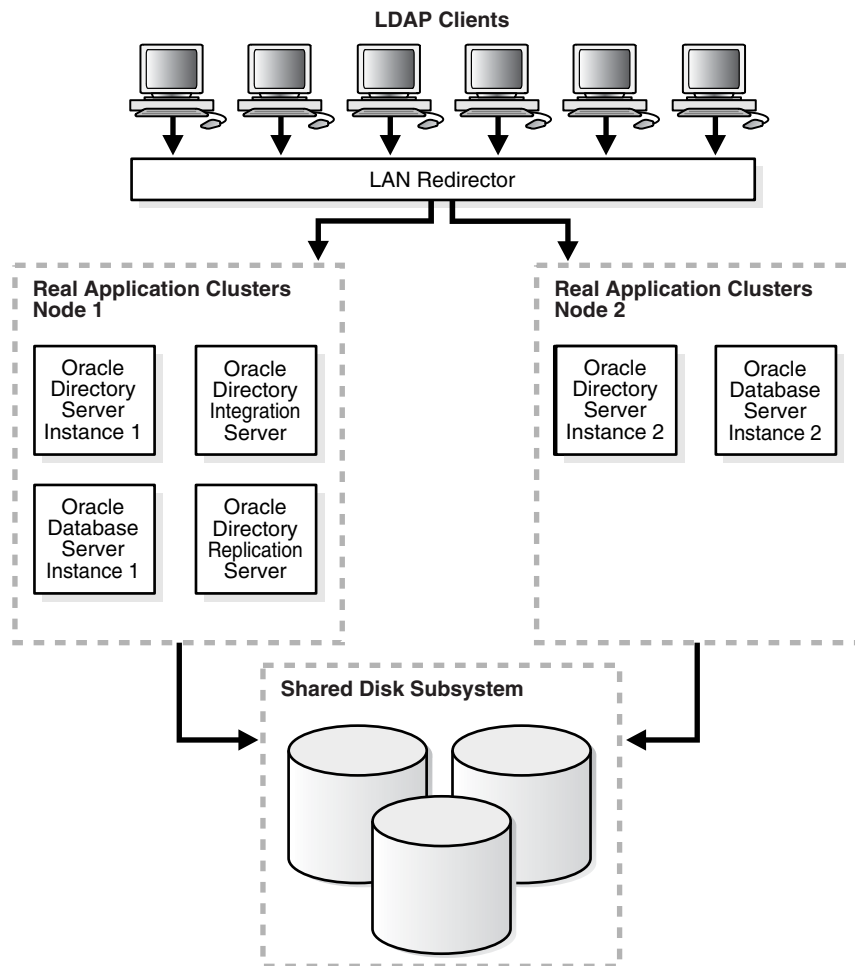 LDAP Clients
LAN Redirector
Real Application Clusters
Node 1
Oracle
Directory
Server
Instance 1
Oracle
Directory
Integration
Server
Oracle
Database
Server
Instance 1
Oracle
Directory
Replication
Server
Real Application Clusters
Node 2
Oracle
Directory
Server
Instance 2
Oracle
Database
Server
Instance 2
Shared Disk Subsystem